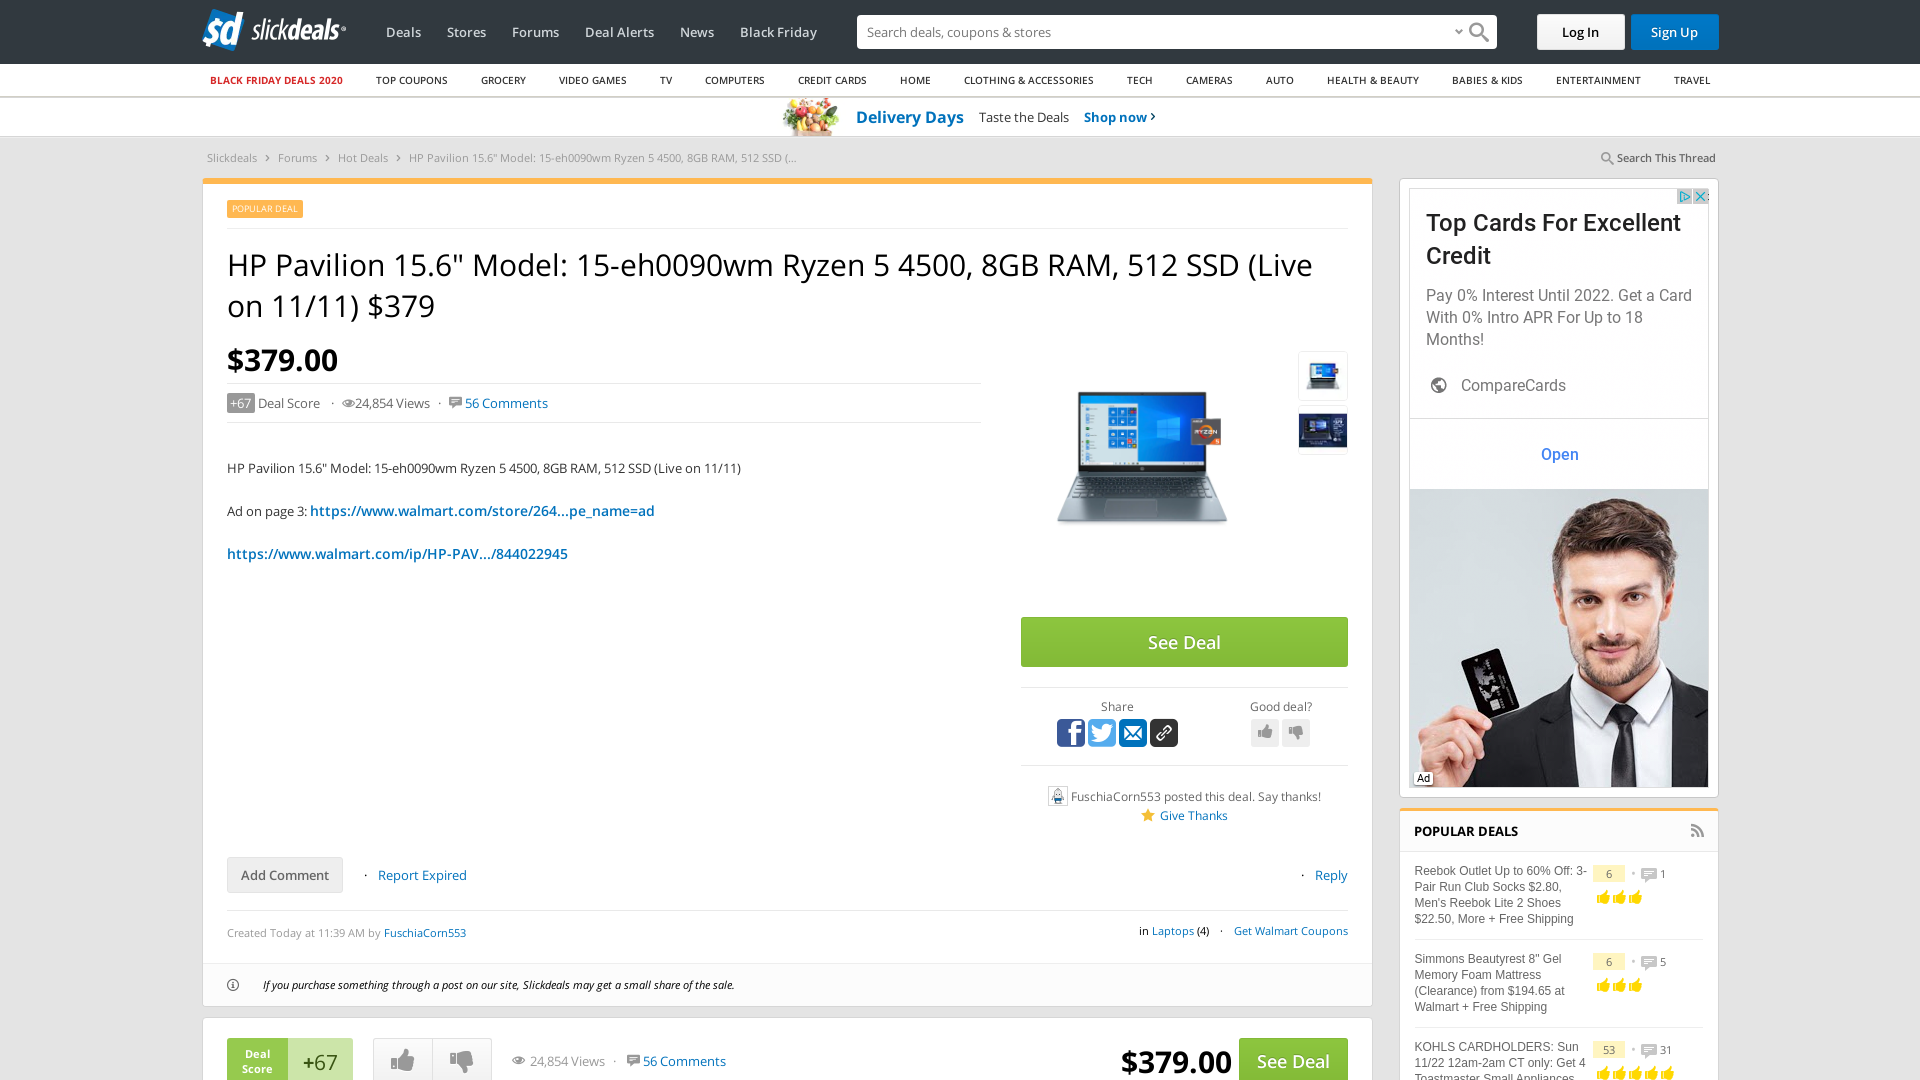 slickdeals
Deals Stores Forums Deal Alerts News Black Friday
Search deals, coupons & stores
Log In
Sign Up
BLACK FRIDAY DEALS 2020 TOP COUPONS GROCERY VIDEO GAMES TV COMPUTERS CREDIT CARDS HOME CLOTHING & ACCESSORIES TECH CAMERAS AUTO HEALTH & BEAUTY BABIES & KIDS ENTERTAINMENT TRAVEL
Delivery Days Taste the Deals Shop now
Slickdeals Forums Hot Deals HP Pavilion 15.6" Model: 15-eh0090wm Ryzen 5 4500, 8GB RAM, 512 SSD (...
Search This Thread
POPULAR DEAL
HP Pavilion 15.6" Model: 15-eh0090wm Ryzen 5 4500, 8GB RAM, 512 SSD (Live
on 11/11) $379
$379.00
+67 Deal Score · 24,854 Views · 56 Comments
HP Pavilion 15.6" Model: 15-eh0090wm Ryzen 5 4500, 8GB RAM, 512 SSD (Live on 11/11)
Ad on page 3: https://www.walmart.com/store/264...pe_name=ad
https://www.walmart.com/ip/HP-PAV.../844022945
RYZEN
See Deal
Share
Good deal?
FuschiaCorn553 posted this deal. Say thanks!
Give Thanks
Add Comment · Report Expired
· Reply
Created Today at 11:39 AM by FuschiaCorn553
in Laptops (4) · Get Walmart Coupons
If you purchase something through a post on our site, Slickdeals may get a small share of the sale.
Deal
Score
+67
24,854 Views · 56 Comments
$379.00
See Deal
Top Cards For Excellent
Credit
Pay 0% Interest Until 2022. Get a Card
With 0% Intro APR For Up to 18
Months!
CompareCards
Open
Ad
POPULAR DEALS
Reebok Outlet Up to 60% Off: 3-
Pair Run Club Socks $2.80,
Men's Reebok Lite 2 Shoes
$22.50, More + Free Shipping
6 • 1
Simmons Beautyrest 8" Gel
Memory Foam Mattress
(Clearance) from $194.65 at
Walmart + Free Shipping
6 • 5
KOHLS CARDHOLDERS: Sun
11/22 12am-2am CT only: Get 4
Toastmaster Small Appliances
53 • 31